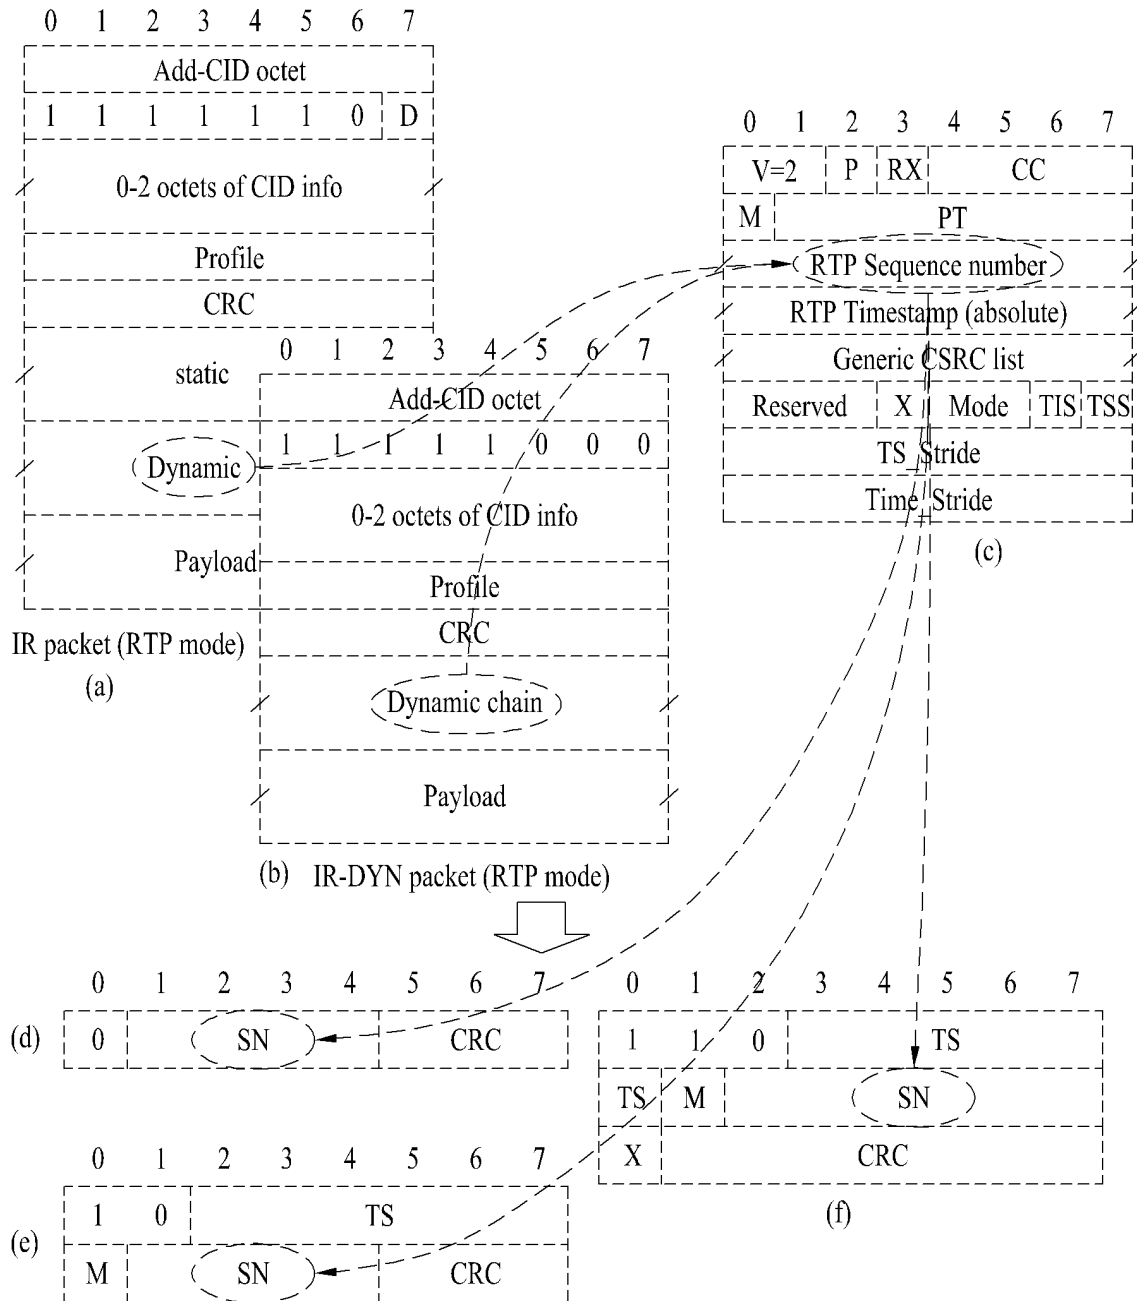 0 1 2 3 4 5 6 7
Add-CID octet
1 1 1 1 1 1 0 D
0-2 octets of CID info
Profile
CRC
static
Dynamic
Payload
IR packet (RTP mode)
(a)
0 1 2 3 4 5 6 7
Add-CID octet
1 1 1 1 1 0 0 0
0-2 octets of CID info
Profile
CRC
Dynamic chain
Payload
(b) IR-DYN packet (RTP mode)
0 1 2 3 4 5 6 7
V=2 P RX CC
M PT
RTP Sequence number
RTP Timestamp (absolute)
Generic CSRC list
Reserved X Mode TIS TSS
TS_Stride
Time_Stride
(c)
0 1 2 3 4 5 6 7
(d) 0 SN CRC
0 1 2 3 4 5 6 7
(e) 1 0 TS
M SN CRC
0 1 2 3 4 5 6 7
1 1 0 TS
TS M SN
X CRC
(f)